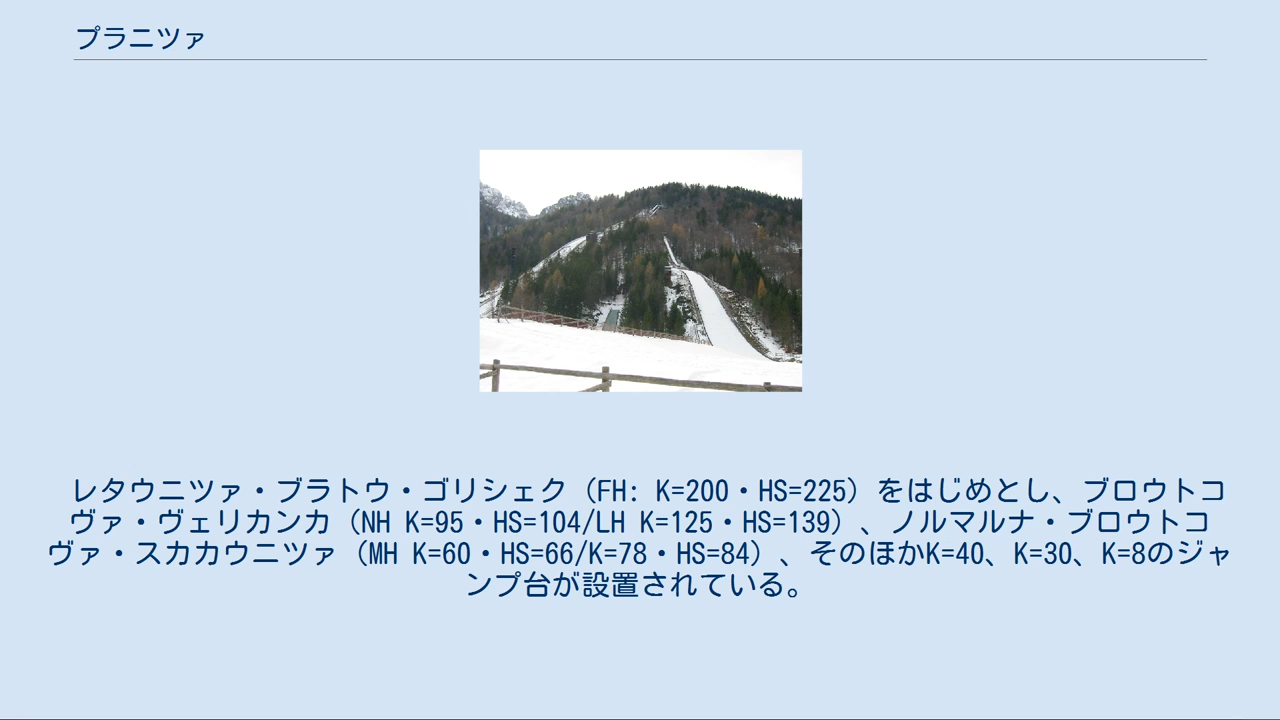 プラニツァ
レタウニツァ・ブラトウ・ゴリシェク（FH: K=200・HS=225）をはじめとし、ブロウトコ
ヴァ・ヴェリカンカ（NH K=95・HS=104/LH K=125・HS=139）、ノルマルナ・ブロウトコ
ヴァ・スカカウニツァ（MH K=60・HS=66/K=78・HS=84）、そのほかK=40、K=30、K=8のジャ
ンプ台が設置されている。